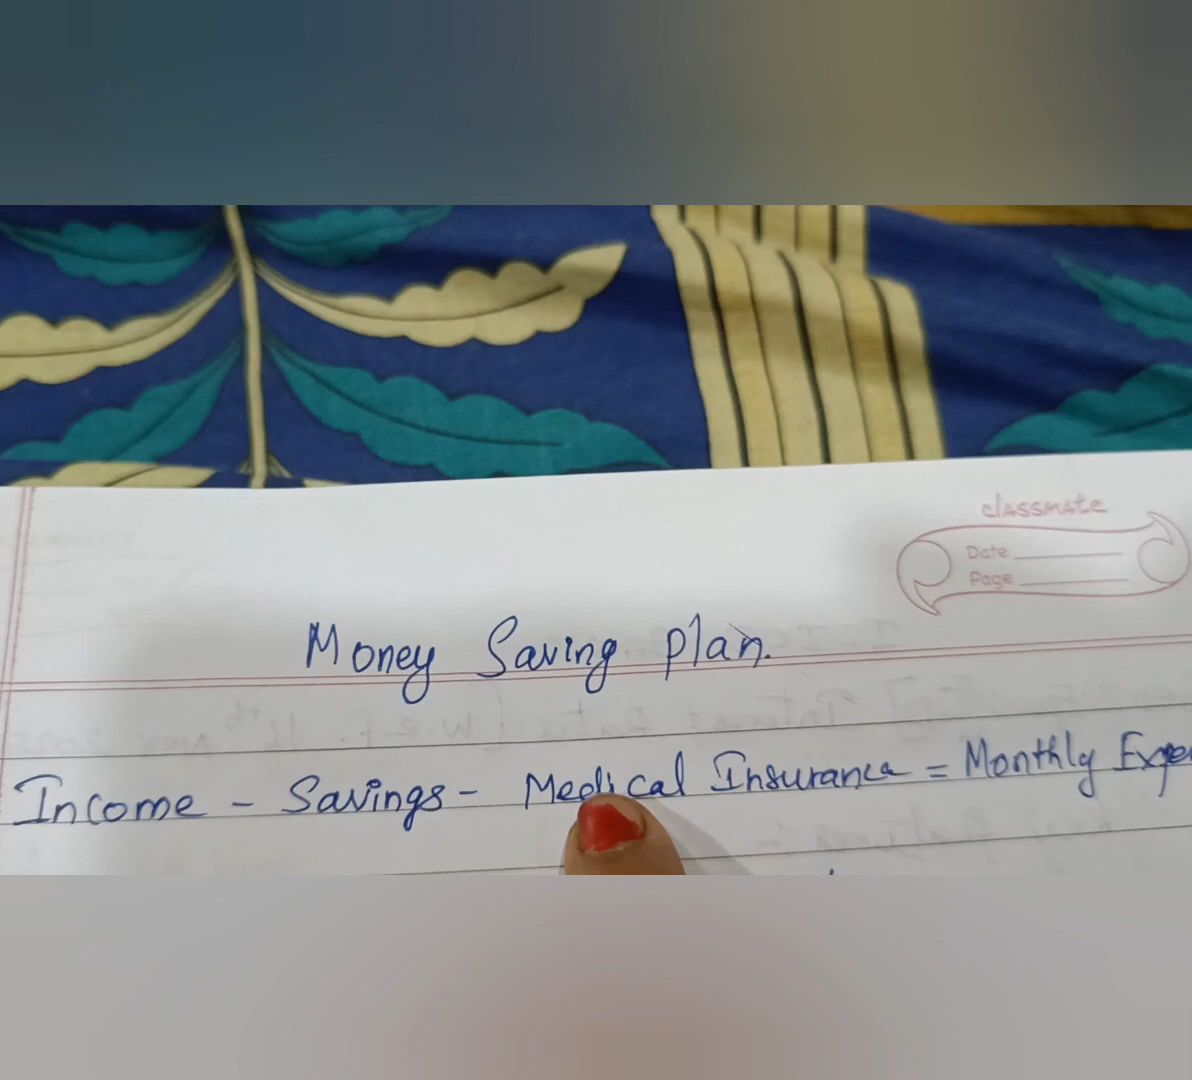 classmate
Date
Page
Money Saving plan.
Income - Savings - Medical Insurance = Monthly